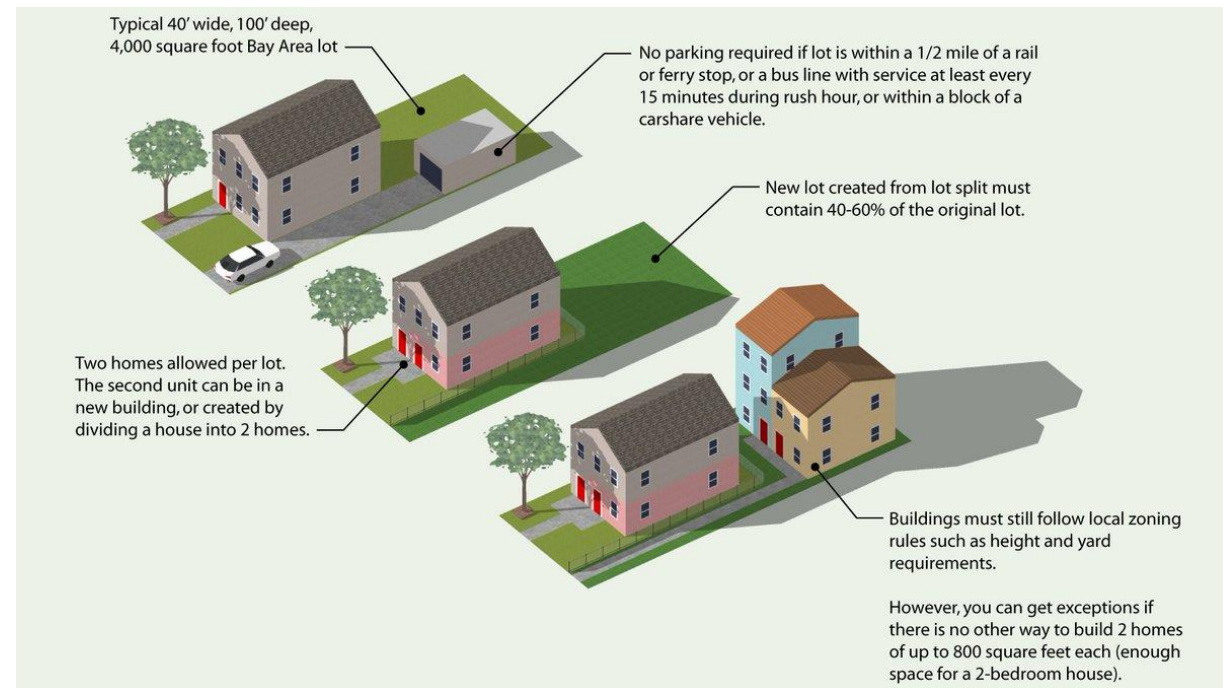 Typical 40' wide, 100' deep,
4,000 square foot Bay Area lot
No parking required if lot is within a 1/2 mile of a rail
or ferry stop, or a bus line with service at least every
15 minutes during rush hour, or within a block of a
carshare vehicle.
New lot created from lot split must
contain 40-60% of the original lot.
Two homes allowed per lot.
The second unit can be in a
new building, or created by
dividing a house into 2 homes.
Buildings must still follow local zoning
rules such as height and yard
requirements.
However, you can get exceptions if
there is no other way to build 2 homes
of up to 800 square feet each (enough
space for a 2-bedroom house).